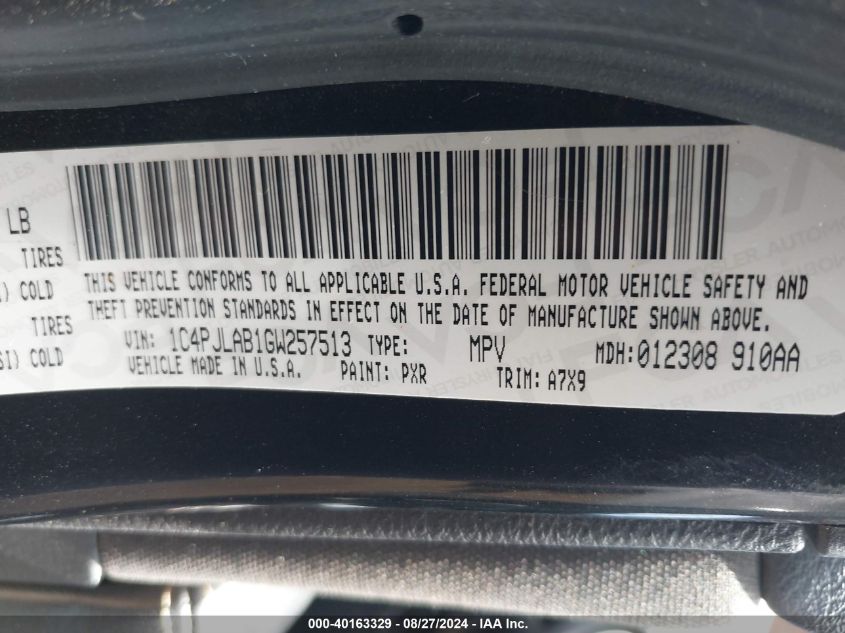 LB
TIRES
I) COLD
TIRES
SI) COLD
THIS VEHICLE CONFORMS TO ALL APPLICABLE U.S.A. FEDERAL MOTOR VEHICLE SAFETY AND
THEFT PREVENTION STANDARDS IN EFFECT ON THE DATE OF MANUFACTURE SHOWN ABOVE.
VIN: 1C4PJLAB1GW257513 TYPE: MPV MDH:012308 910AA
VEHICLE MADE IN U.S.A. PAINT: PXR TRIM: A7X9
000-40163329 - 08/27/2024 - IAA Inc.